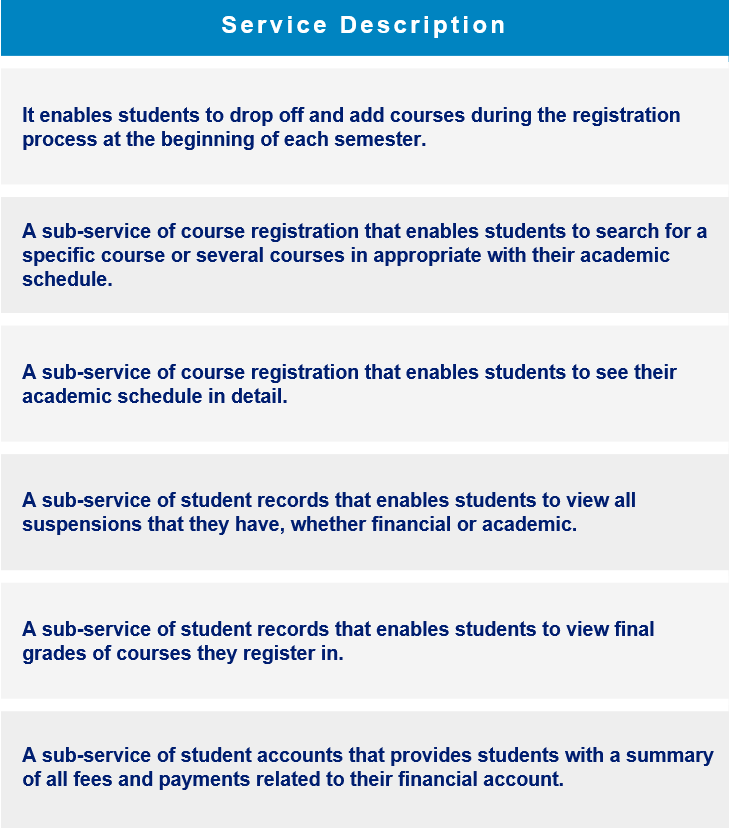 Service Description
It enables students to drop off and add courses during the registration
process at the beginning of each semester.
A sub-service of course registration that enables students to search for a
specific course or several courses in appropriate with their academic
schedule.
A sub-service of course registration that enables students to see their
academic schedule in detail.
A sub-service of student records that enables students to view all
suspensions that they have, whether financial or academic.
A sub-service of student records that enables students to view final
grades of courses they register in.
A sub-service of student accounts that provides students with a summary
of all fees and payments related to their financial account.